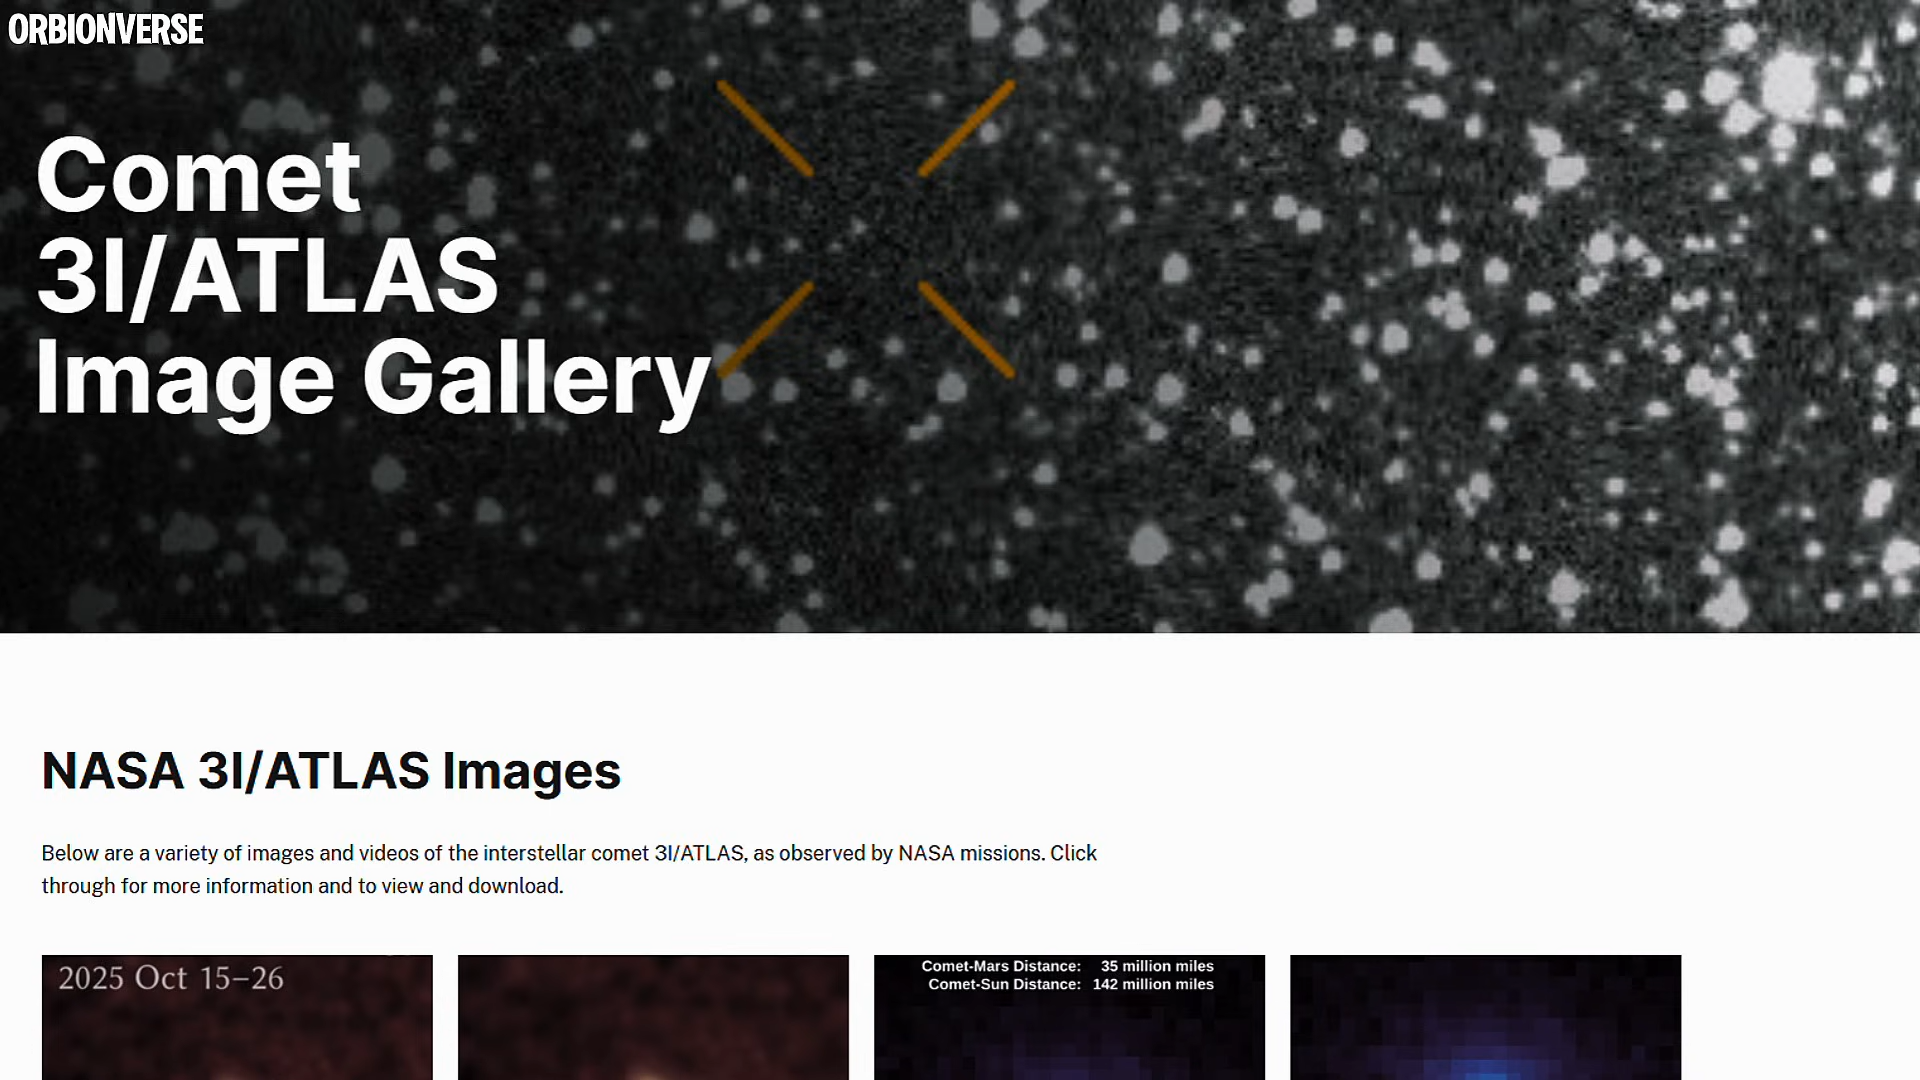 ORBIONVERSE
Comet
3I/ATLAS
Image Gallery
NASA 3I/ATLAS Images
Below are a variety of images and videos of the interstellar comet 3I/ATLAS, as observed by NASA missions. Click
through for more information and to view and download.
2025 Oct 15–26
Comet-Mars Distance: 35 million miles
Comet-Sun Distance: 142 million miles